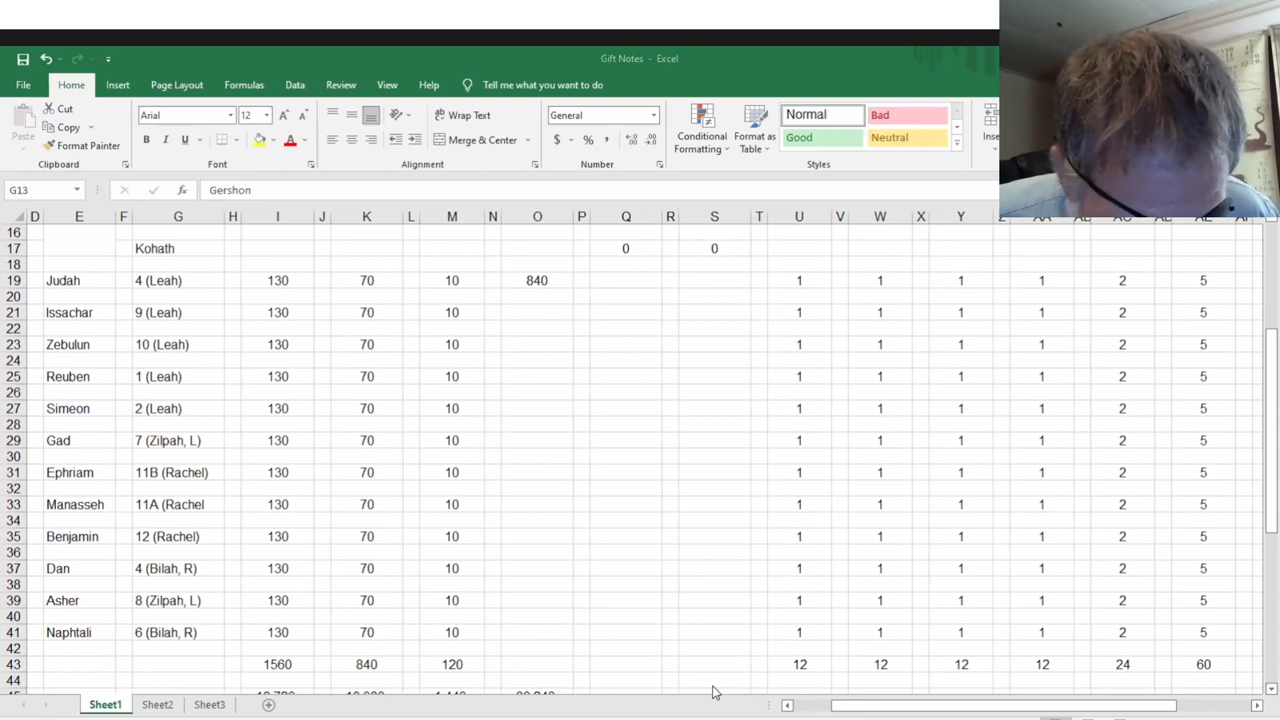 Gift Notes - Excel
File Home Insert Page Layout Formulas Data Review View Help Tell me what you want to do
Cut
Copy
Format Painter
Paste
Clipboard
Arial 12
B I U
Font
Wrap Text
Merge & Center
Alignment
General
$ % ,
Number
Conditional Formatting
Format as Table
Normal Bad
Good Neutral
Styles
G13 fx Gershon
D E F G H I J K L M N O P Q R S T U V W X Y
16
17 Kohath 0 0
18
19 Judah 4 (Leah) 130 70 10 840 1 1 1 1 2 5
20
21 Issachar 9 (Leah) 130 70 10 1 1 1 1 2 5
22
23 Zebulun 10 (Leah) 130 70 10 1 1 1 1 2 5
24
25 Reuben 1 (Leah) 130 70 10 1 1 1 1 2 5
26
27 Simeon 2 (Leah) 130 70 10 1 1 1 1 2 5
28
29 Gad 7 (Zilpah, L) 130 70 10 1 1 1 1 2 5
30
31 Ephriam 11B (Rachel) 130 70 10 1 1 1 1 2 5
32
33 Manasseh 11A (Rachel 130 70 10 1 1 1 1 2 5
34
35 Benjamin 12 (Rachel) 130 70 10 1 1 1 1 2 5
36
37 Dan 4 (Bilah, R) 130 70 10 1 1 1 1 2 5
38
39 Asher 8 (Zilpah, L) 130 70 10 1 1 1 1 2 5
40
41 Naphtali 6 (Bilah, R) 130 70 10 1 1 1 1 2 5
42
43 1560 840 120 12 12 12 12 24 60
44
Sheet1 Sheet2 Sheet3